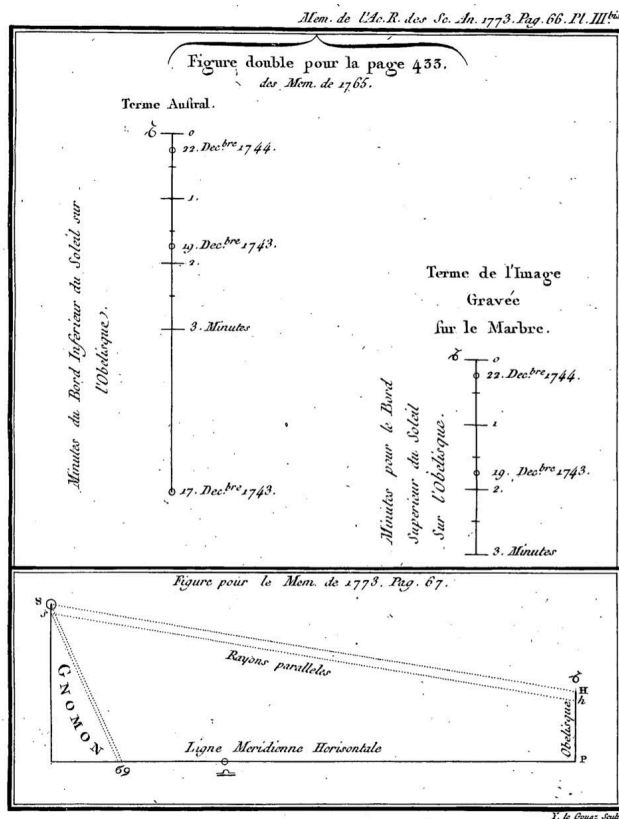 Mem. de l'Ac. R. des Sc. An. 1773. Pag. 66. Pl. III.bis
Figure double pour la page 433.
des Mem. de 1765.
Terme Austral.
♑ 0
22. Dec.bre 1744.
1.
19. Dec.bre 1743.
2.
3. Minutes
17. Dec.bre 1743.
Minutes du Bord Inferieur du Soleil sur
l'Obelisque.
Terme de l'Image
Gravée
sur le Marbre.
♑ 0
22. Dec.bre 1744.
1
19. Dec.bre 1743.
2.
3. Minutes
Minutes pour le Bord
Superieur du Soleil
Sur l'Obelisque.
Figure pour le Mem. de 1773. Pag. 67.
S
s
Rayons paralleles
GNOMON
♑
H
h
Obelisque
Ligne Meridienne Horisontale
P
69
♎
Y. le Gouaz Sculp